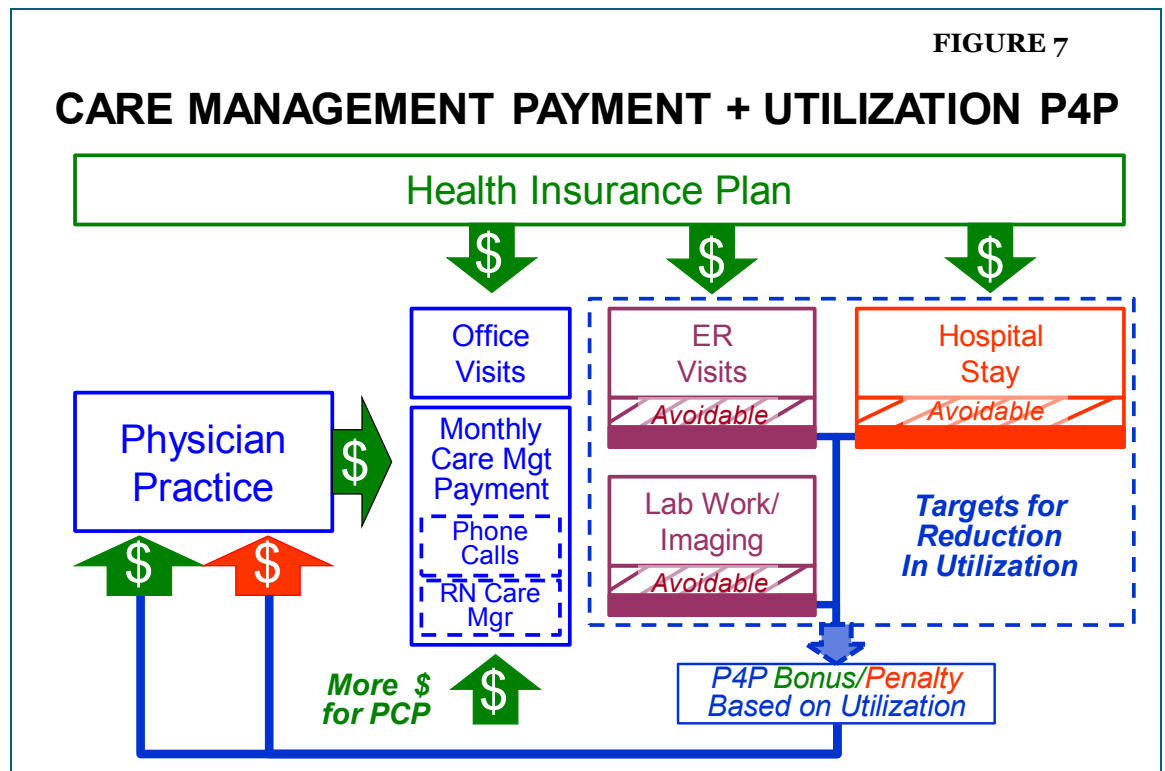 FIGURE 7
CARE MANAGEMENT PAYMENT + UTILIZATION P4P
Health Insurance Plan
$
$
$
Office
Visits
ER
Visits
Avoidable
Hospital
Stay
Avoidable
Physician
Practice
$
Monthly
Care Mgt
Payment
Phone
Calls
RN Care
Mgr
Lab Work/
Imaging
Avoidable
Targets for
Reduction
In Utilization
$
$
More $
for PCP
$
P4P Bonus/Penalty
Based on Utilization